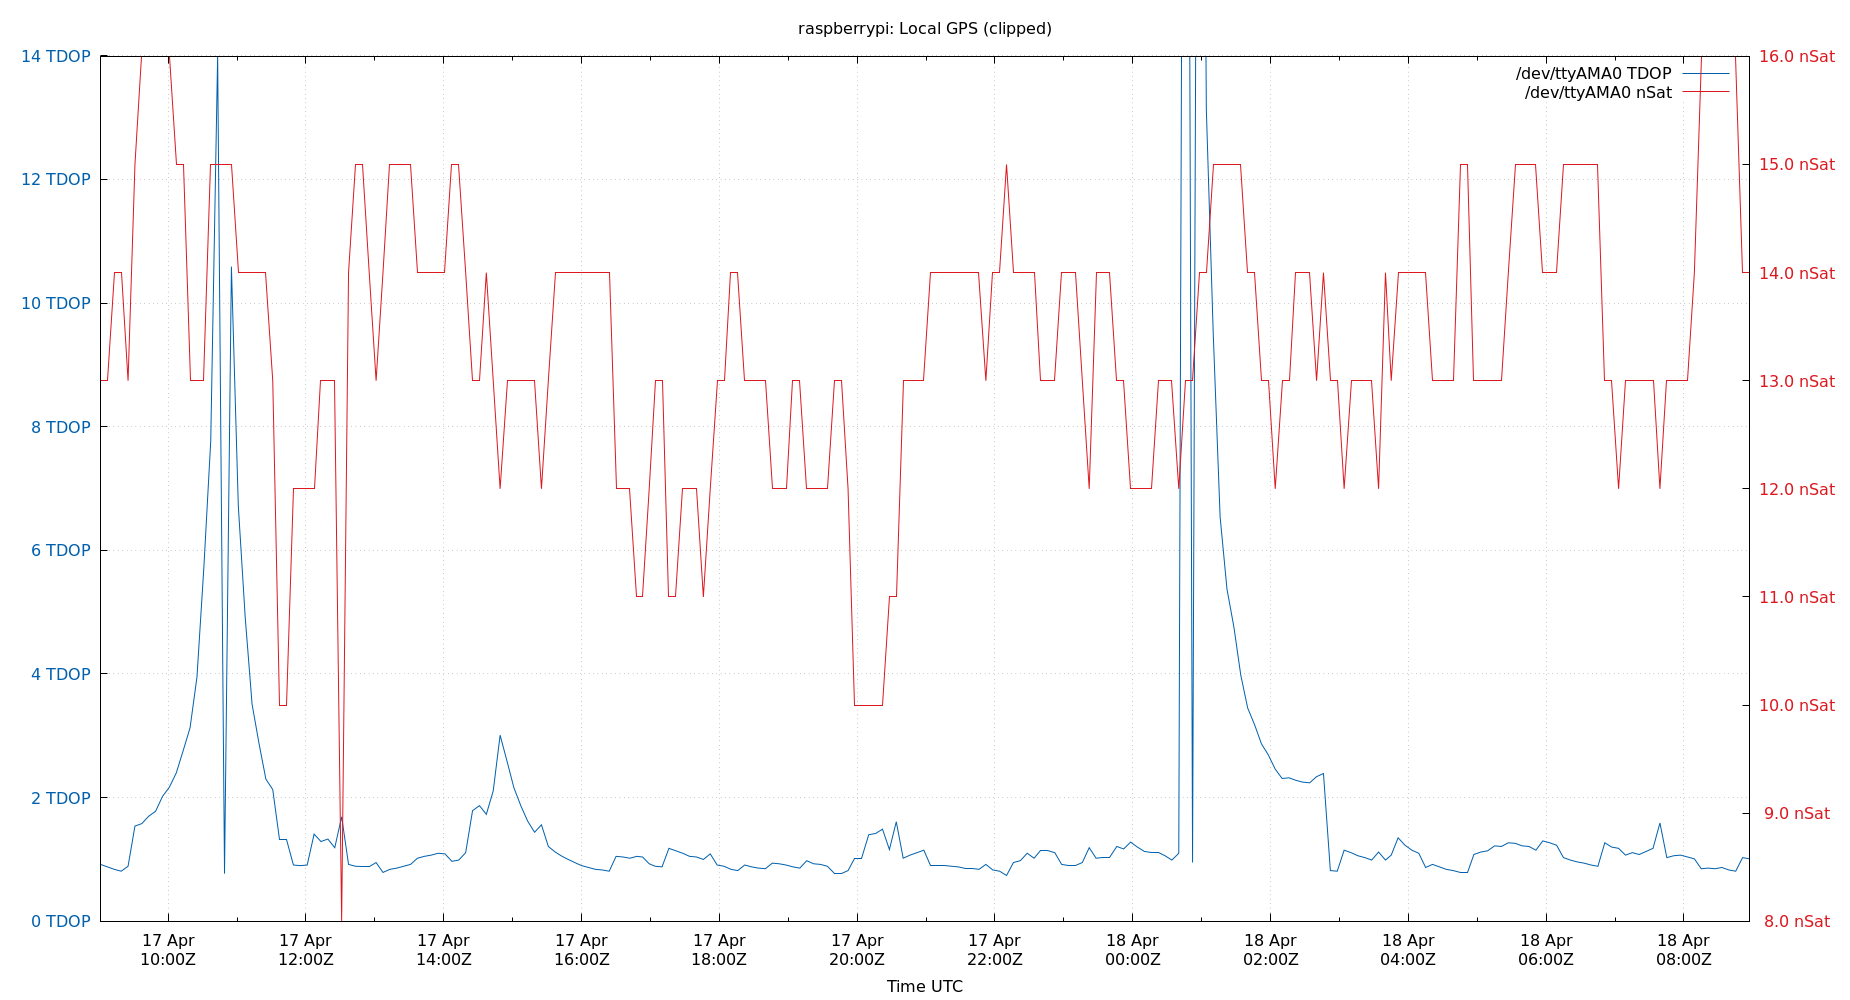 raspberrypi: Local GPS (clipped)
14 TDOP
12 TDOP
10 TDOP
8 TDOP
6 TDOP
4 TDOP
2 TDOP
0 TDOP
/dev/ttyAMA0 TDOP
/dev/ttyAMA0 nSat
16.0 nSat
15.0 nSat
14.0 nSat
13.0 nSat
12.0 nSat
11.0 nSat
10.0 nSat
9.0 nSat
8.0 nSat
17 Apr 17 Apr 17 Apr 17 Apr 17 Apr 17 Apr 17 Apr 18 Apr 18 Apr 18 Apr 18 Apr 18 Apr
10:00Z 12:00Z 14:00Z 16:00Z 18:00Z 20:00Z 22:00Z 00:00Z 02:00Z 04:00Z 06:00Z 08:00Z
Time UTC